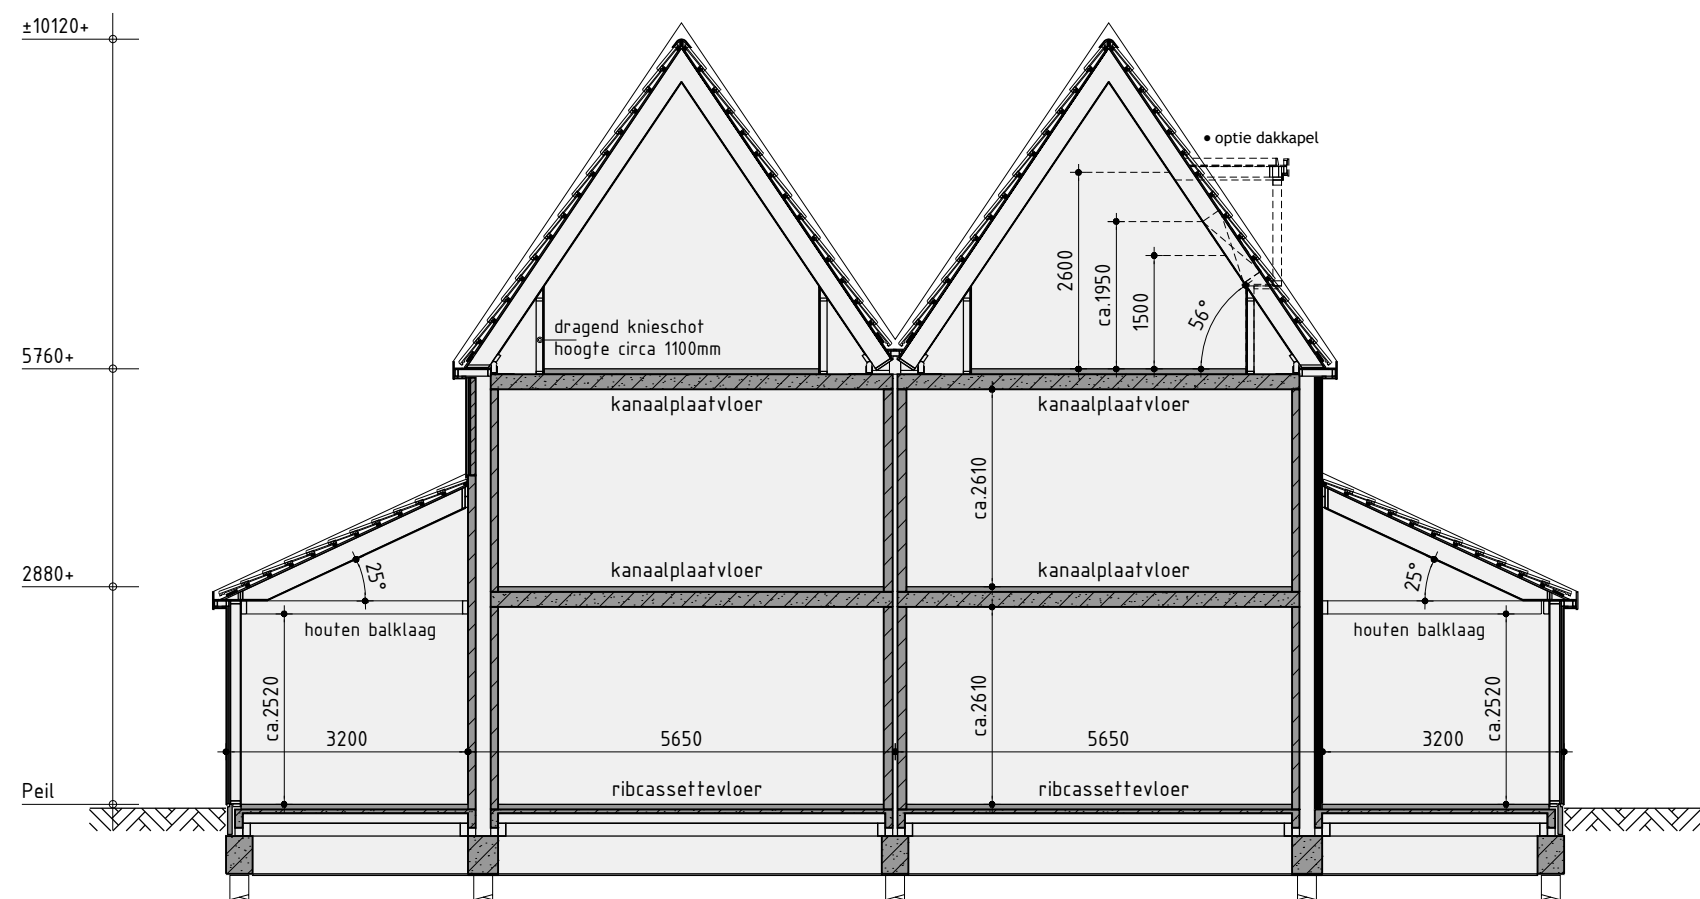 ±10120+
• optie dakkapel
2600
ca.1950
1500
56°
dragend knieschot
hoogte circa 1100mm
5760+
kanaalplaatvloer
kanaalplaatvloer
ca.2610
2880+
25°
kanaalplaatvloer
kanaalplaatvloer
25°
houten balklaag
houten balklaag
ca.2520
ca.2610
ca.2520
3200
5650
5650
3200
Peil
ribcassettevloer
ribcassettevloer